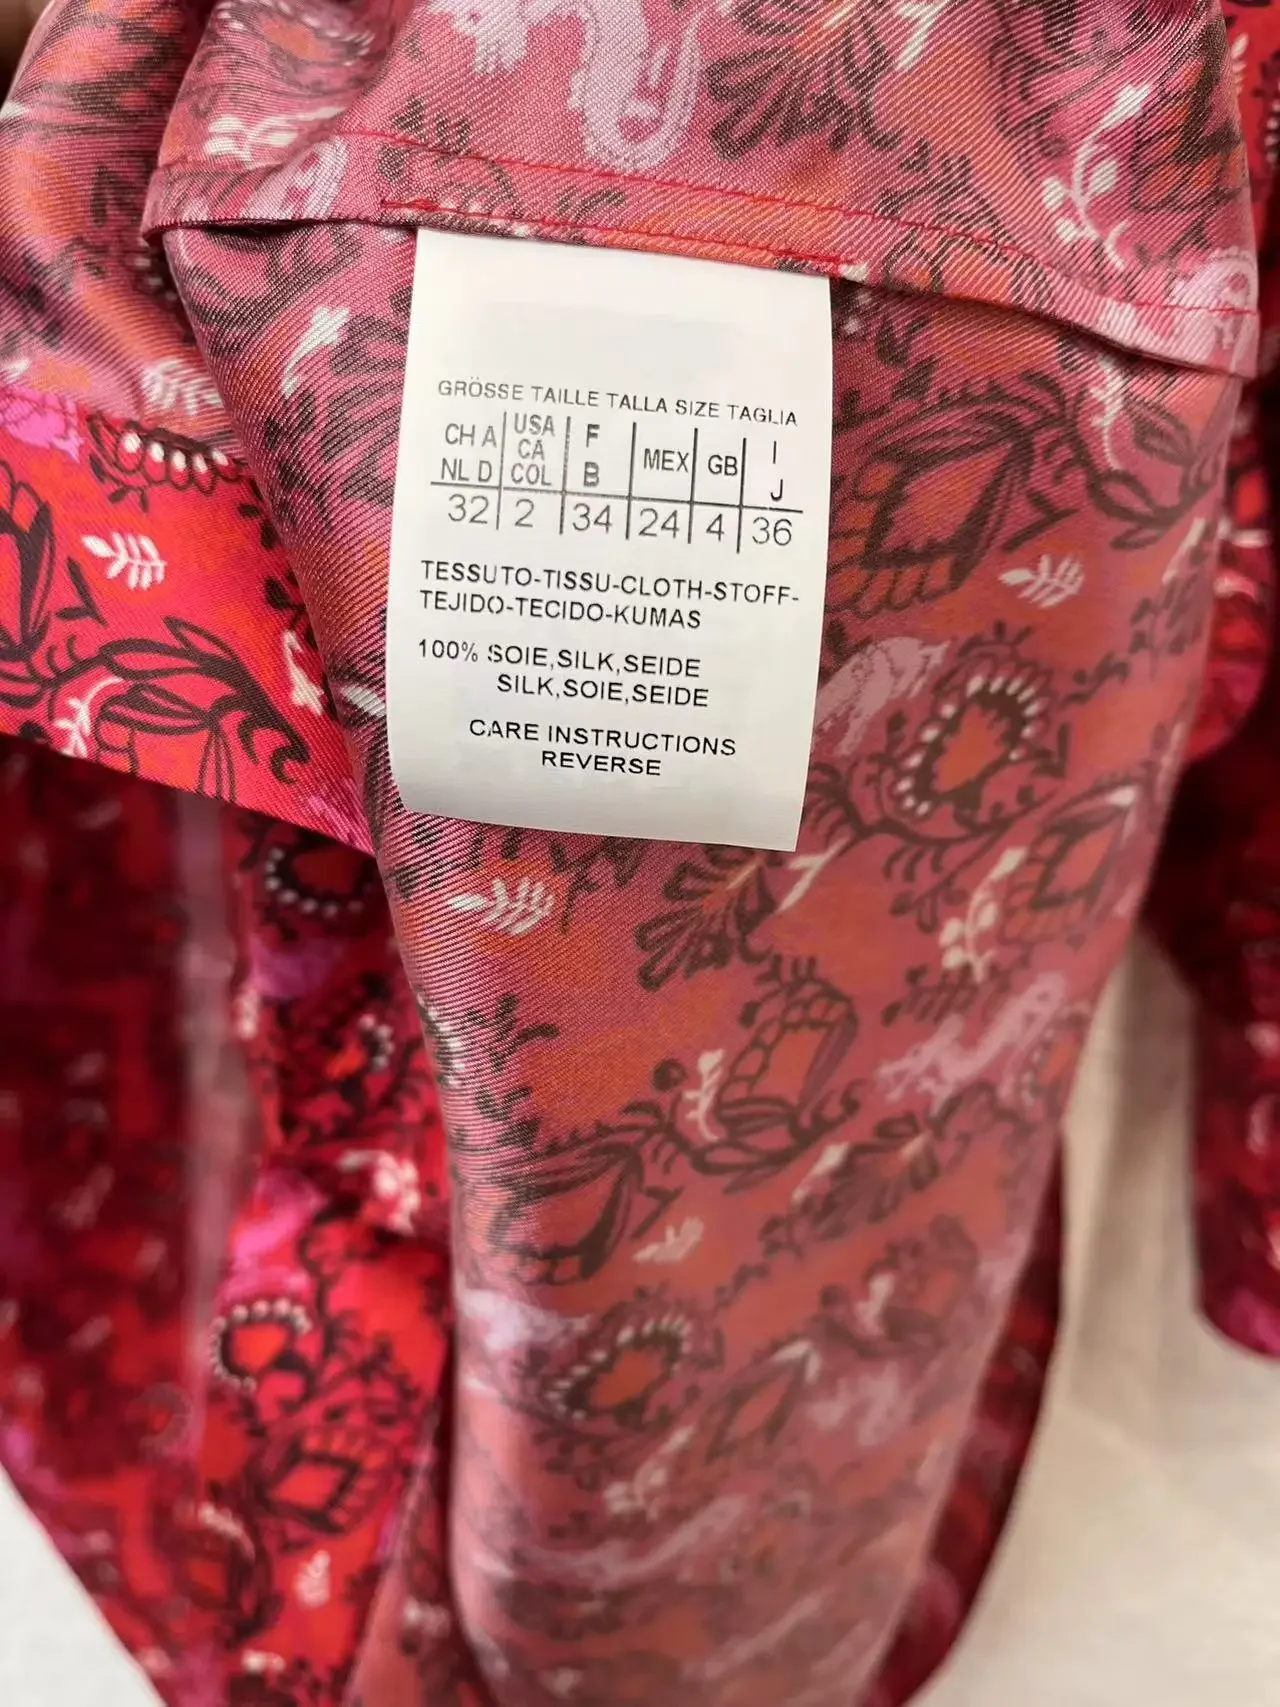 GRÖSSE TAILLE TALLA SIZE TAGLIA
CH A NL D | USA CA COL | F B | MEX | GB | I J
32 | 2 | 34 | 24 | 4 | 36
TESSUTO-TISSU-CLOTH-STOFF-
TEJIDO-TECIDO-KUMAS
100% SOIE,SILK,SEIDE
SILK,SOIE,SEIDE
CARE INSTRUCTIONS
REVERSE